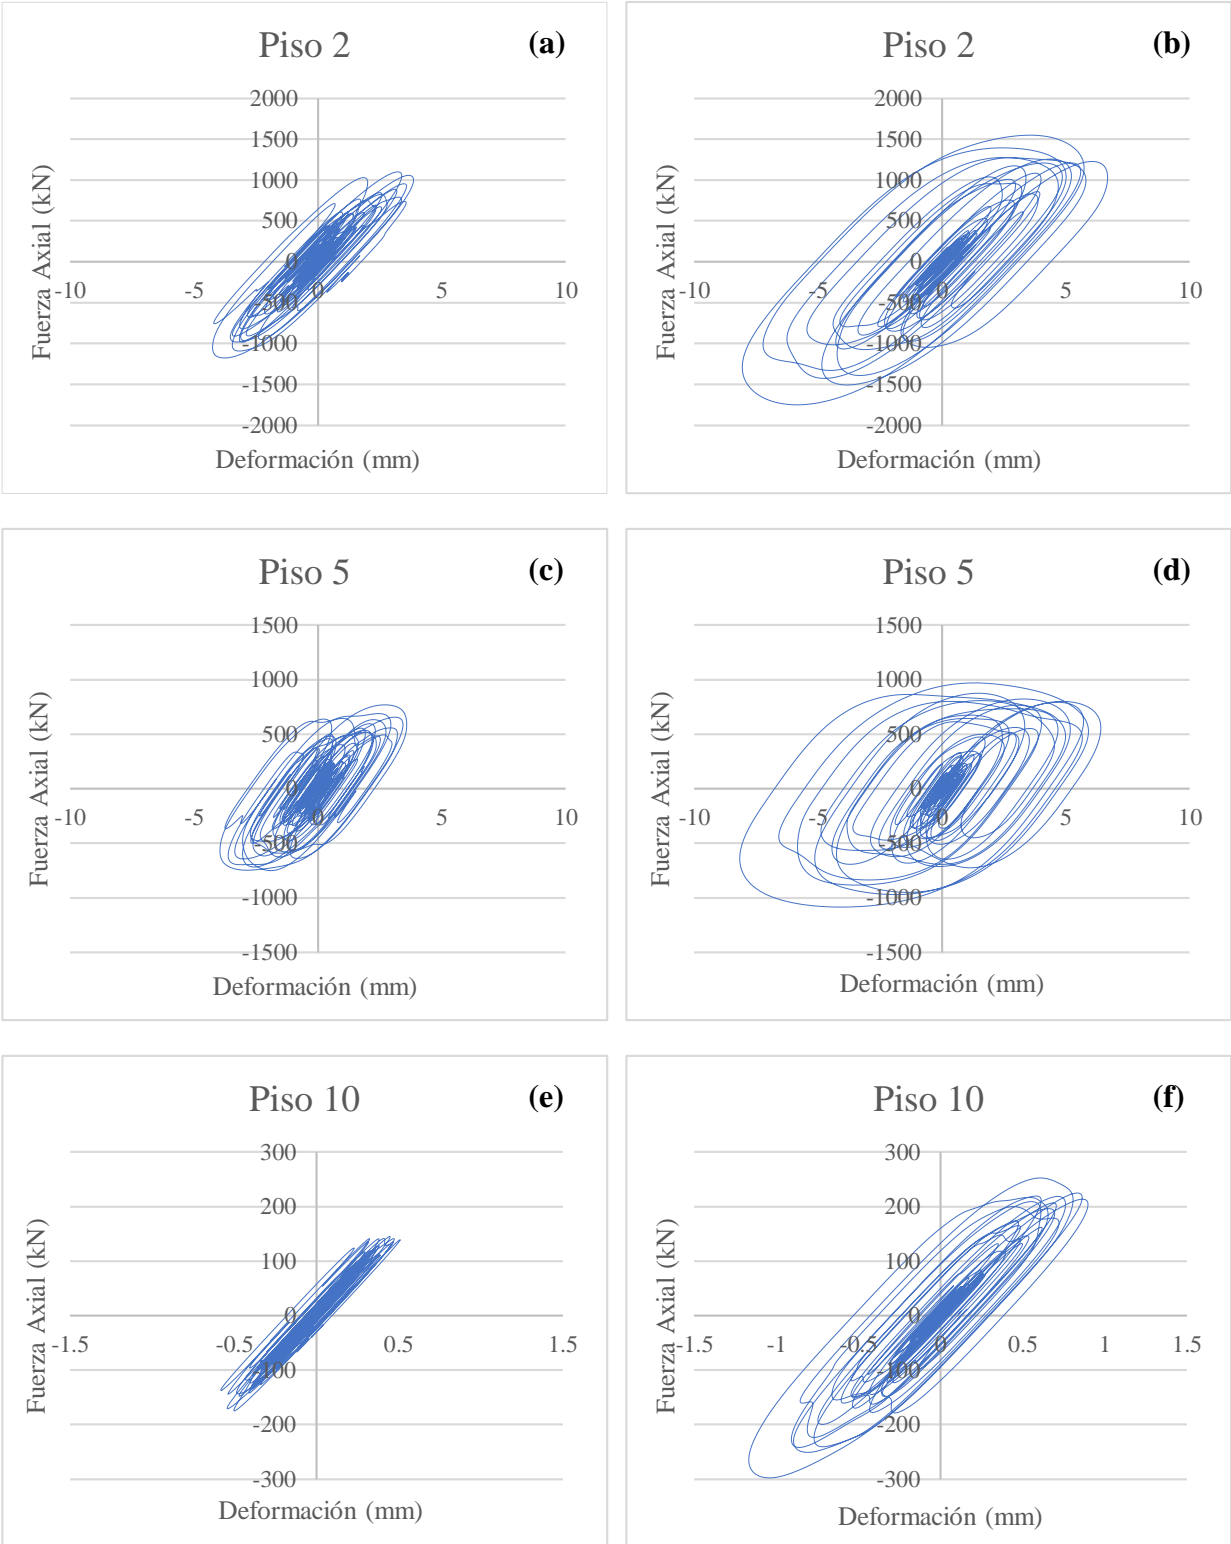 Piso 2 (a)
2000
1500
1000
500
0
-10 -5 0 5 10
-500
-1000
-1500
-2000
Fuerza Axial (kN)
Deformación (mm)
Piso 2 (b)
2000
1500
1000
500
0
-10 -5 0 5 10
-500
-1000
-1500
-2000
Fuerza Axial (kN)
Deformación (mm)
Piso 5 (c)
1500
1000
500
0
-10 -5 0 5 10
-500
-1000
-1500
Fuerza Axial (kN)
Deformación (mm)
Piso 5 (d)
1500
1000
500
0
-10 -5 0 5 10
-500
-1000
-1500
Fuerza Axial (kN)
Deformación (mm)
Piso 10 (e)
300
200
100
0
-1.5 -0.5 0.5 1.5
-100
-200
-300
Fuerza Axial (kN)
Deformación (mm)
Piso 10 (f)
300
200
100
0
-1.5 -1 -0.5 0 0.5 1 1.5
-100
-200
-300
Fuerza Axial (kN)
Deformación (mm)